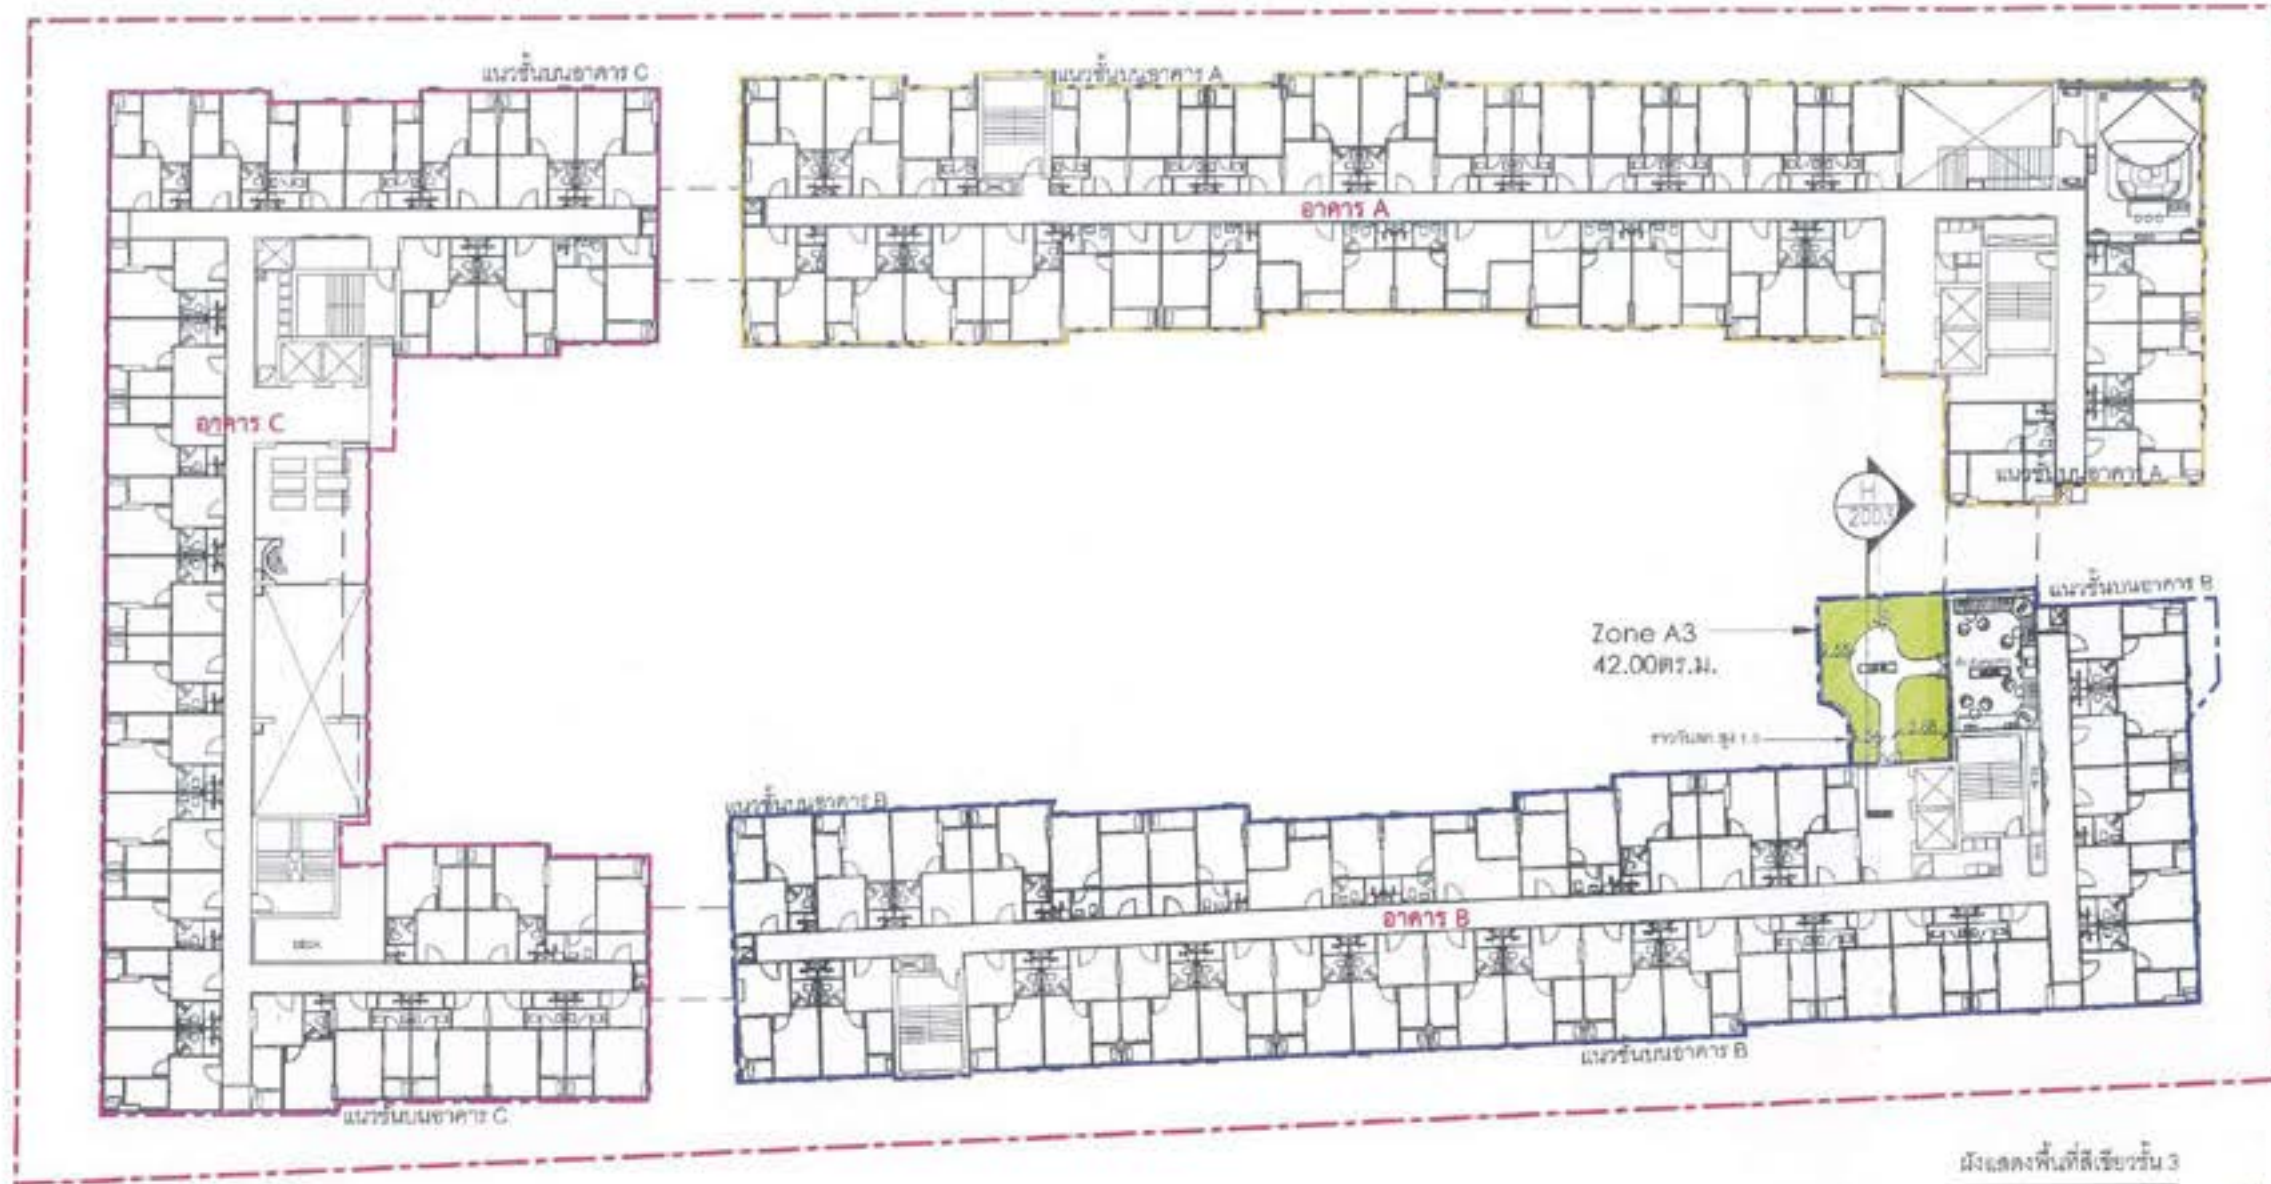 แนวชั้นบนอาคาร C
แนวชั้นบนอาคาร A
อาคาร A
อาคาร C
แนวชั้นบนอาคาร A
H
2003
แนวชั้นบนอาคาร B
Zone A3
42.00ตร.ม.
2.68
แนวชั้นบนอาคาร B
อาคาร B
DECK
แนวชั้นบนอาคาร B
แนวชั้นบนอาคาร C
ผังแสดงพื้นที่สีเขียวชั้น 3